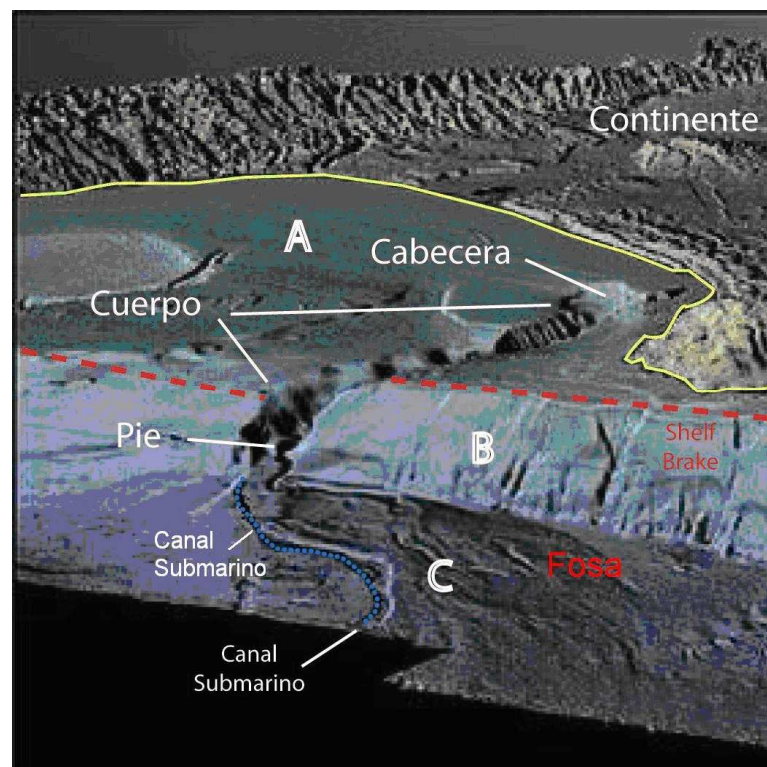 Continente
A
Cabecera
Cuerpo
Shelf
Brake
Pie
B
Canal
Submarino
Fosa
C
Canal
Submarino